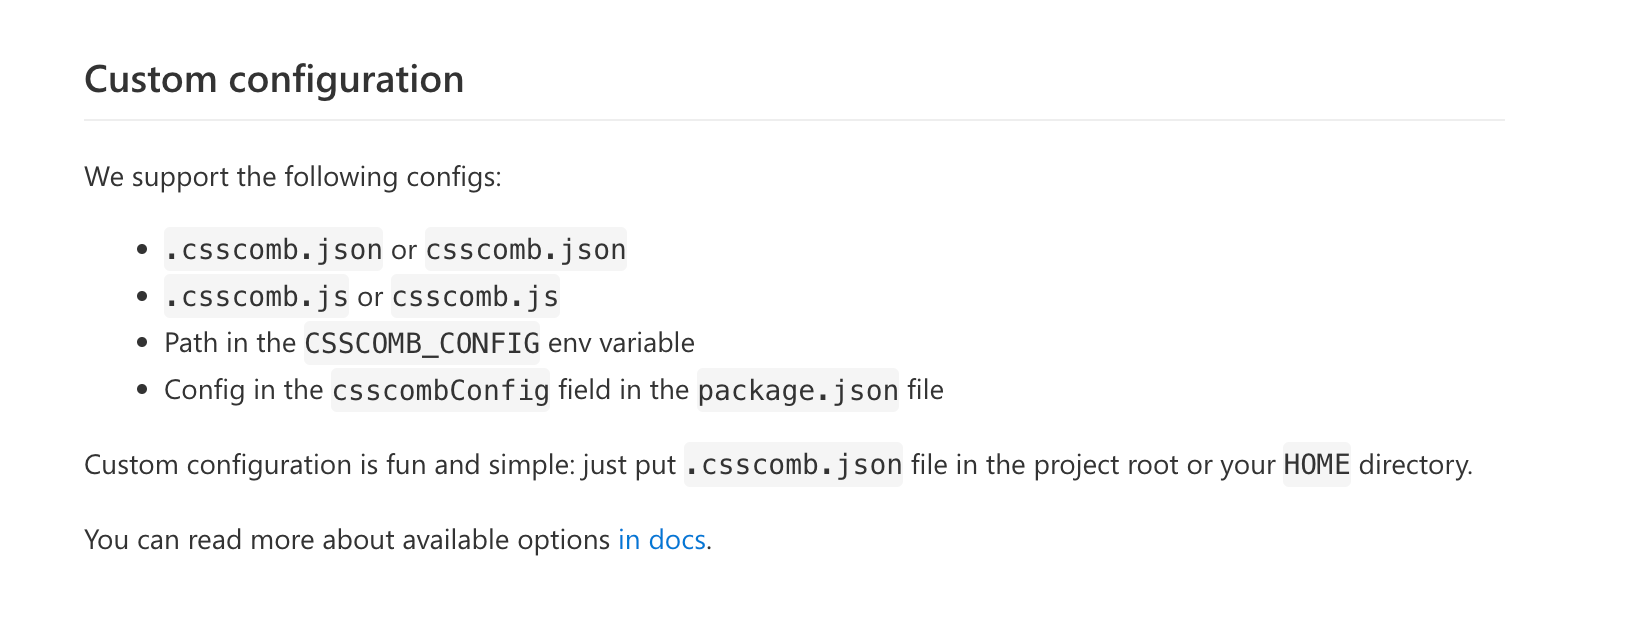 Custom configuration
We support the following configs:
• .csscomb.json or csscomb.json
• .csscomb.js or csscomb.js
• Path in the CSSCOMB_CONFIG env variable
• Config in the csscombConfig field in the package.json file
Custom configuration is fun and simple: just put .csscomb.json file in the project root or your HOME directory.
You can read more about available options in docs.